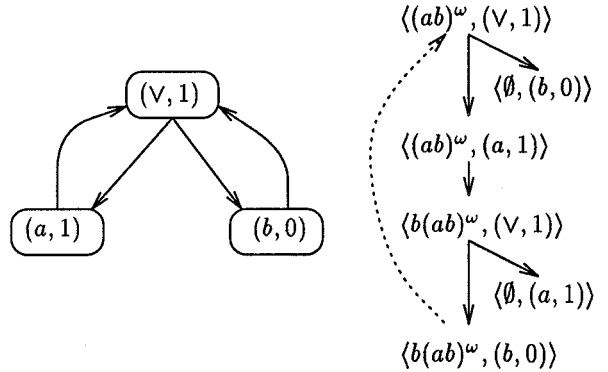 (∨, 1)
(a, 1)
(b, 0)
⟨(ab)^ω, (∨, 1)⟩
⟨∅, (b, 0)⟩
⟨(ab)^ω, (a, 1)⟩
⟨b(ab)^ω, (∨, 1)⟩
⟨∅, (a, 1)⟩
⟨b(ab)^ω, (b, 0)⟩